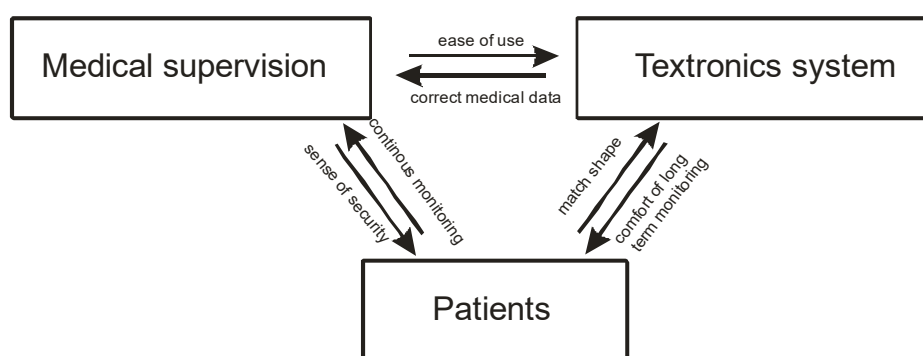 Medical supervision
ease of use
correct medical data
Textronics system
sense of security
continous monitoring
match shape
comfort of long
term monitoring
Patients